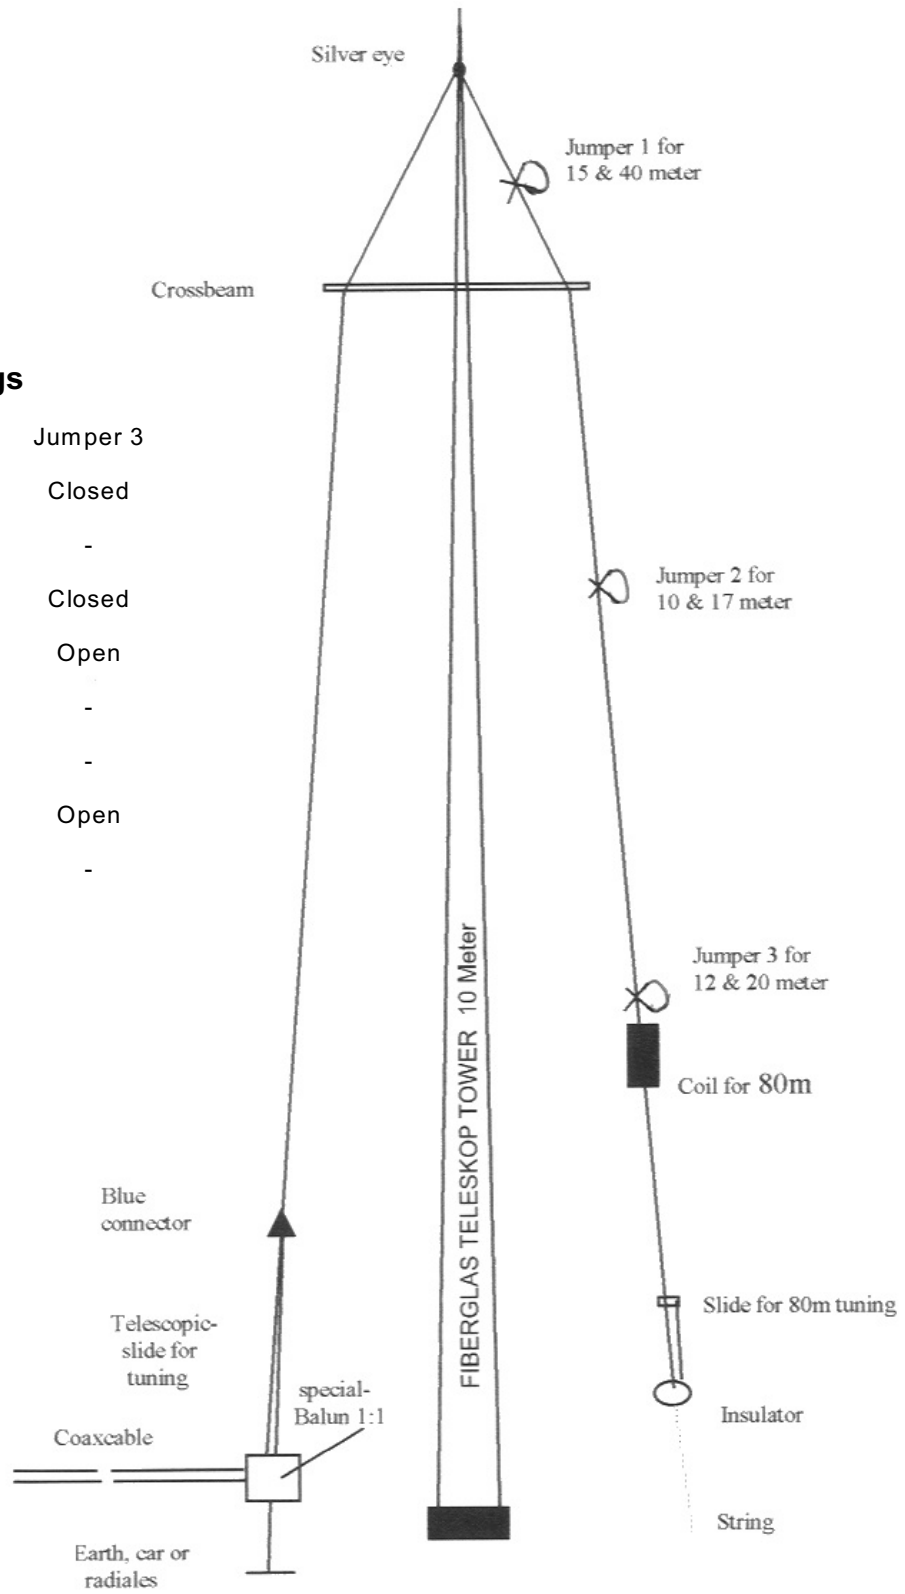 Silver eye
Jumper 1 for
15 & 40 meter
Crossbeam
gs
Jumper 3
Closed
-
Closed
Open
-
-
Open
-
Jumper 2 for
10 & 17 meter
Jumper 3 for
12 & 20 meter
Coil for 80m
FIBERGLAS TELESKOP TOWER 10 Meter
Blue
connector
Slide for 80m tuning
Telescopic-
slide for
tuning
special-
Balun 1:1
Insulator
Coaxcable
String
Earth, car or
radiales